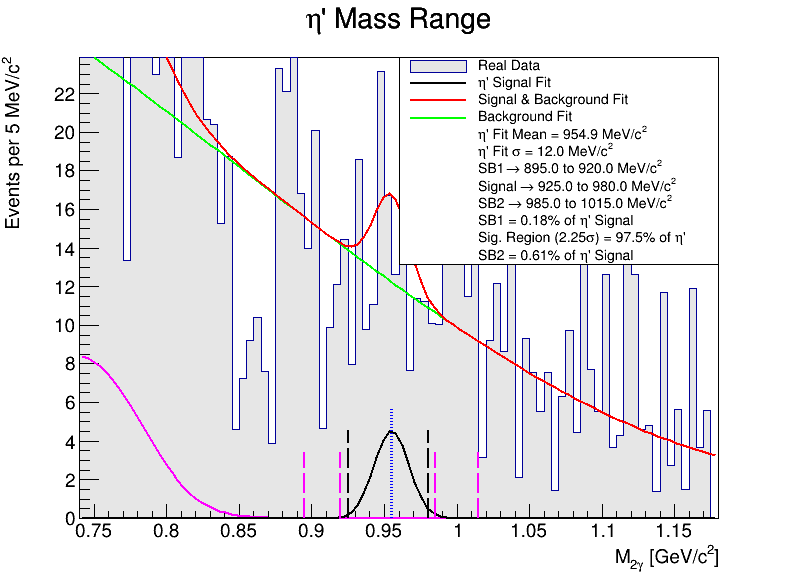 η' Mass Range
Events per 5 MeV/c²
22
20
18
16
14
12
10
8
6
4
2
0
Real Data
η' Signal Fit
Signal & Background Fit
Background Fit
η' Fit Mean = 954.9 MeV/c²
η' Fit σ = 12.0 MeV/c²
SB1 → 895.0 to 920.0 MeV/c²
Signal → 925.0 to 980.0 MeV/c²
SB2 → 985.0 to 1015.0 MeV/c²
SB1 = 0.18% of η' Signal
Sig. Region (2.25σ) = 97.5% of η'
SB2 = 0.61% of η' Signal
0.75 0.8 0.85 0.9 0.95 1 1.05 1.1 1.15
M₂γ [GeV/c²]